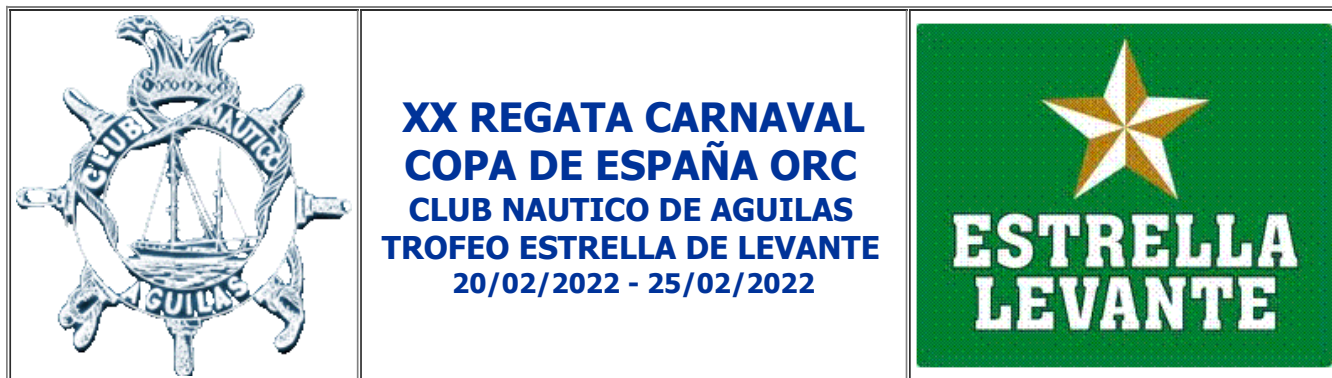 CLUB NAUTICO
AGUILAS
XX REGATA CARNAVAL
COPA DE ESPAÑA ORC
CLUB NAUTICO DE AGUILAS
TROFEO ESTRELLA DE LEVANTE
20/02/2022 - 25/02/2022
ESTRELLA
LEVANTE